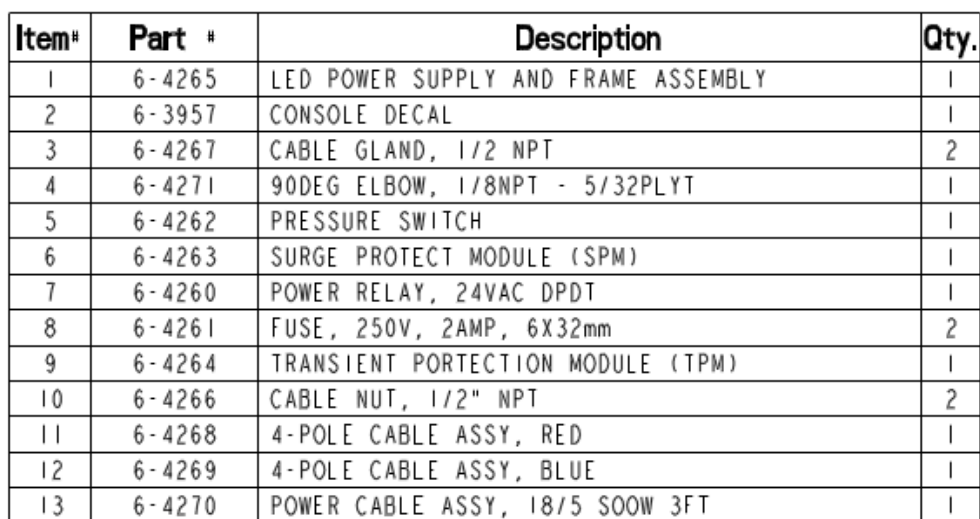 Item# Part # Description Qty.
1 6-4265 LED POWER SUPPLY AND FRAME ASSEMBLY 1
2 6-3957 CONSOLE DECAL 1
3 6-4267 CABLE GLAND, 1/2 NPT 2
4 6-4271 90DEG ELBOW, 1/8NPT - 5/32PLYT 1
5 6-4262 PRESSURE SWITCH 1
6 6-4263 SURGE PROTECT MODULE (SPM) 1
7 6-4260 POWER RELAY, 24VAC DPDT 1
8 6-4261 FUSE, 250V, 2AMP, 6X32mm 2
9 6-4264 TRANSIENT PORTECTION MODULE (TPM) 1
10 6-4266 CABLE NUT, 1/2" NPT 2
11 6-4268 4-POLE CABLE ASSY, RED 1
12 6-4269 4-POLE CABLE ASSY, BLUE 1
13 6-4270 POWER CABLE ASSY, 18/5 SOOW 3FT 1